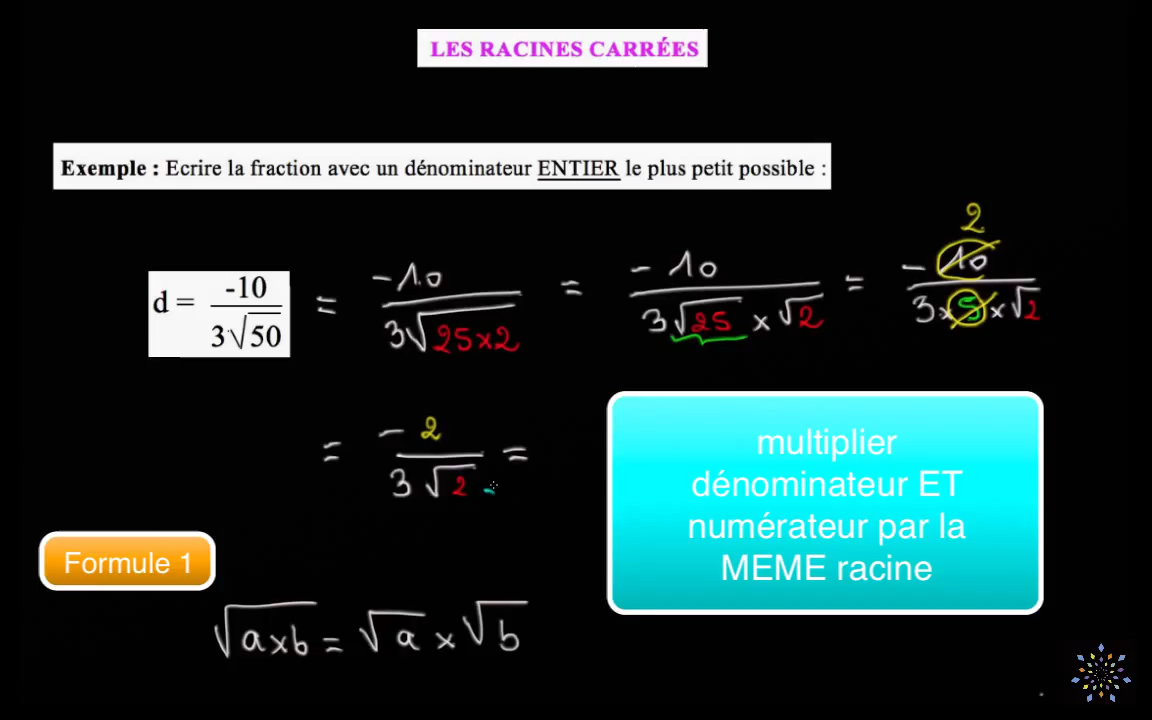 LES RACINES CARRÉES
Exemple : Ecrire la fraction avec un dénominateur ENTIER le plus petit possible :
d = -10 / 3√50 = -10 / 3√25×2 = -10 / 3√25 × √2 = -10 2 / 3×5×√2
= -2 / 3√2 =
multiplier
dénominateur ET
numérateur par la
MEME racine
Formule 1
√a×b = √a × √b